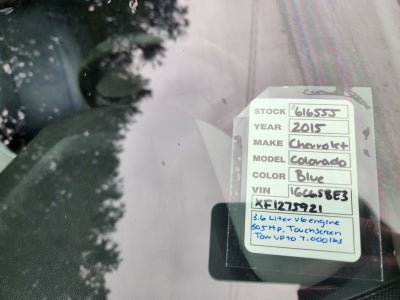 STOCK #616555
YEAR 2015
MAKE Chevrolet
MODEL Colorado
COLOR Blue
VIN 1GC6SBE3
XF1275921
3.6 Liter V6 engine
305 Hp, Touchscreen
Tow up to 7,000 lbs